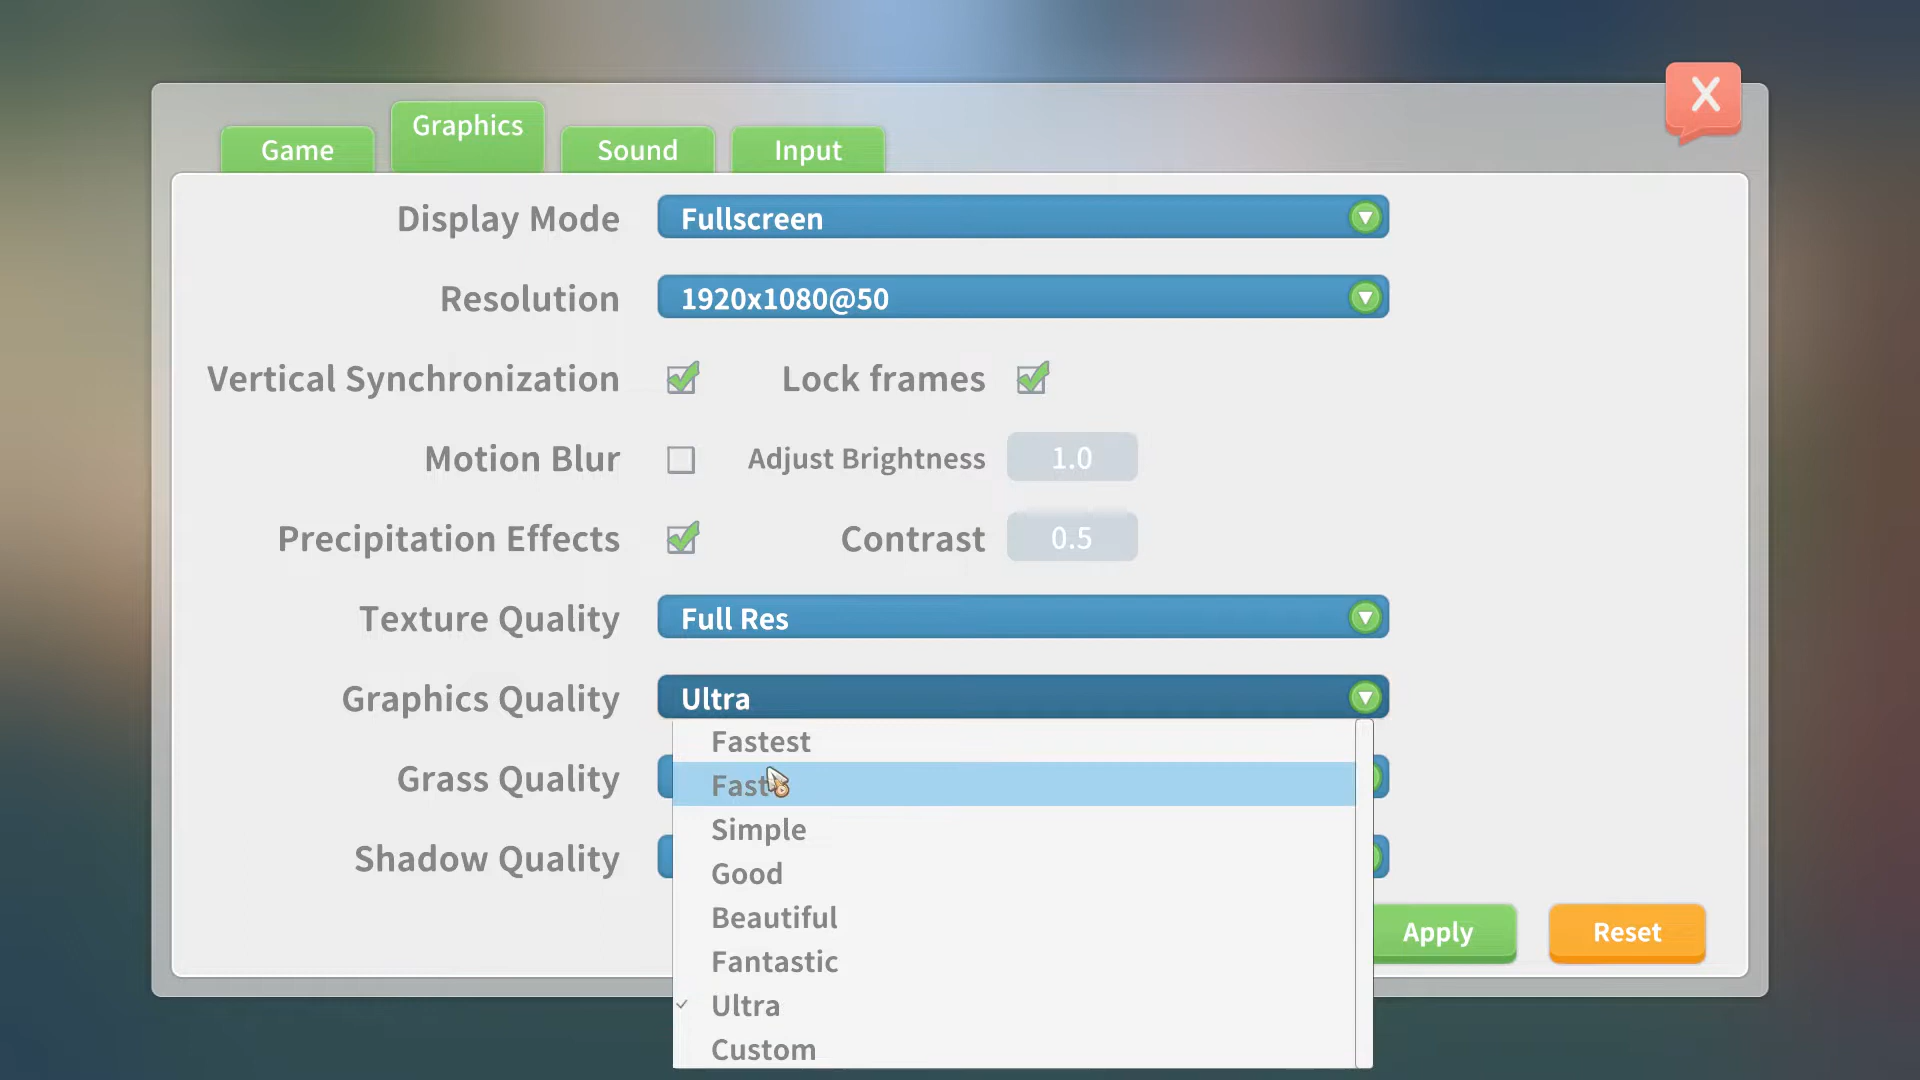 Game
Graphics
Sound
Input
X
Display Mode
Fullscreen
Resolution
1920x1080@50
Vertical Synchronization
Lock frames
Motion Blur
Adjust Brightness
1.0
Precipitation Effects
Contrast
0.5
Texture Quality
Full Res
Graphics Quality
Ultra
Fastest
Grass Quality
Fast
Simple
Shadow Quality
Good
Beautiful
Apply
Reset
Fantastic
Ultra
Custom